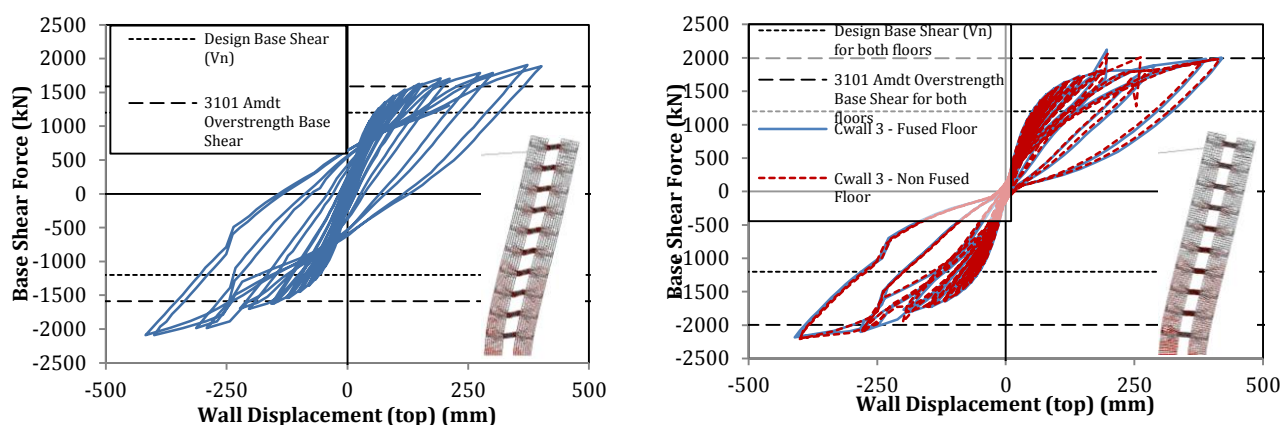 2500
2000
1500
1000
500
0
-500
-1000
-1500
-2000
-2500
Base Shear Force (kN)
Design Base Shear
(Vn)
3101 Amdt
Overstrength Base
Shear
-500
-250
0
250
500
Wall Displacement (top) (mm)
2500
2000
1500
1000
500
0
-500
-1000
-1500
-2000
-2500
Base Shear Force (kN)
Design Base Shear (Vn)
for both floors
3101 Amdt Overstrength
Base Shear for both
floors
Cwall 3 - Fused Floor
Cwall 3 - Non Fused
Floor
-500
-250
0
250
500
Wall Displacement (top) (mm)